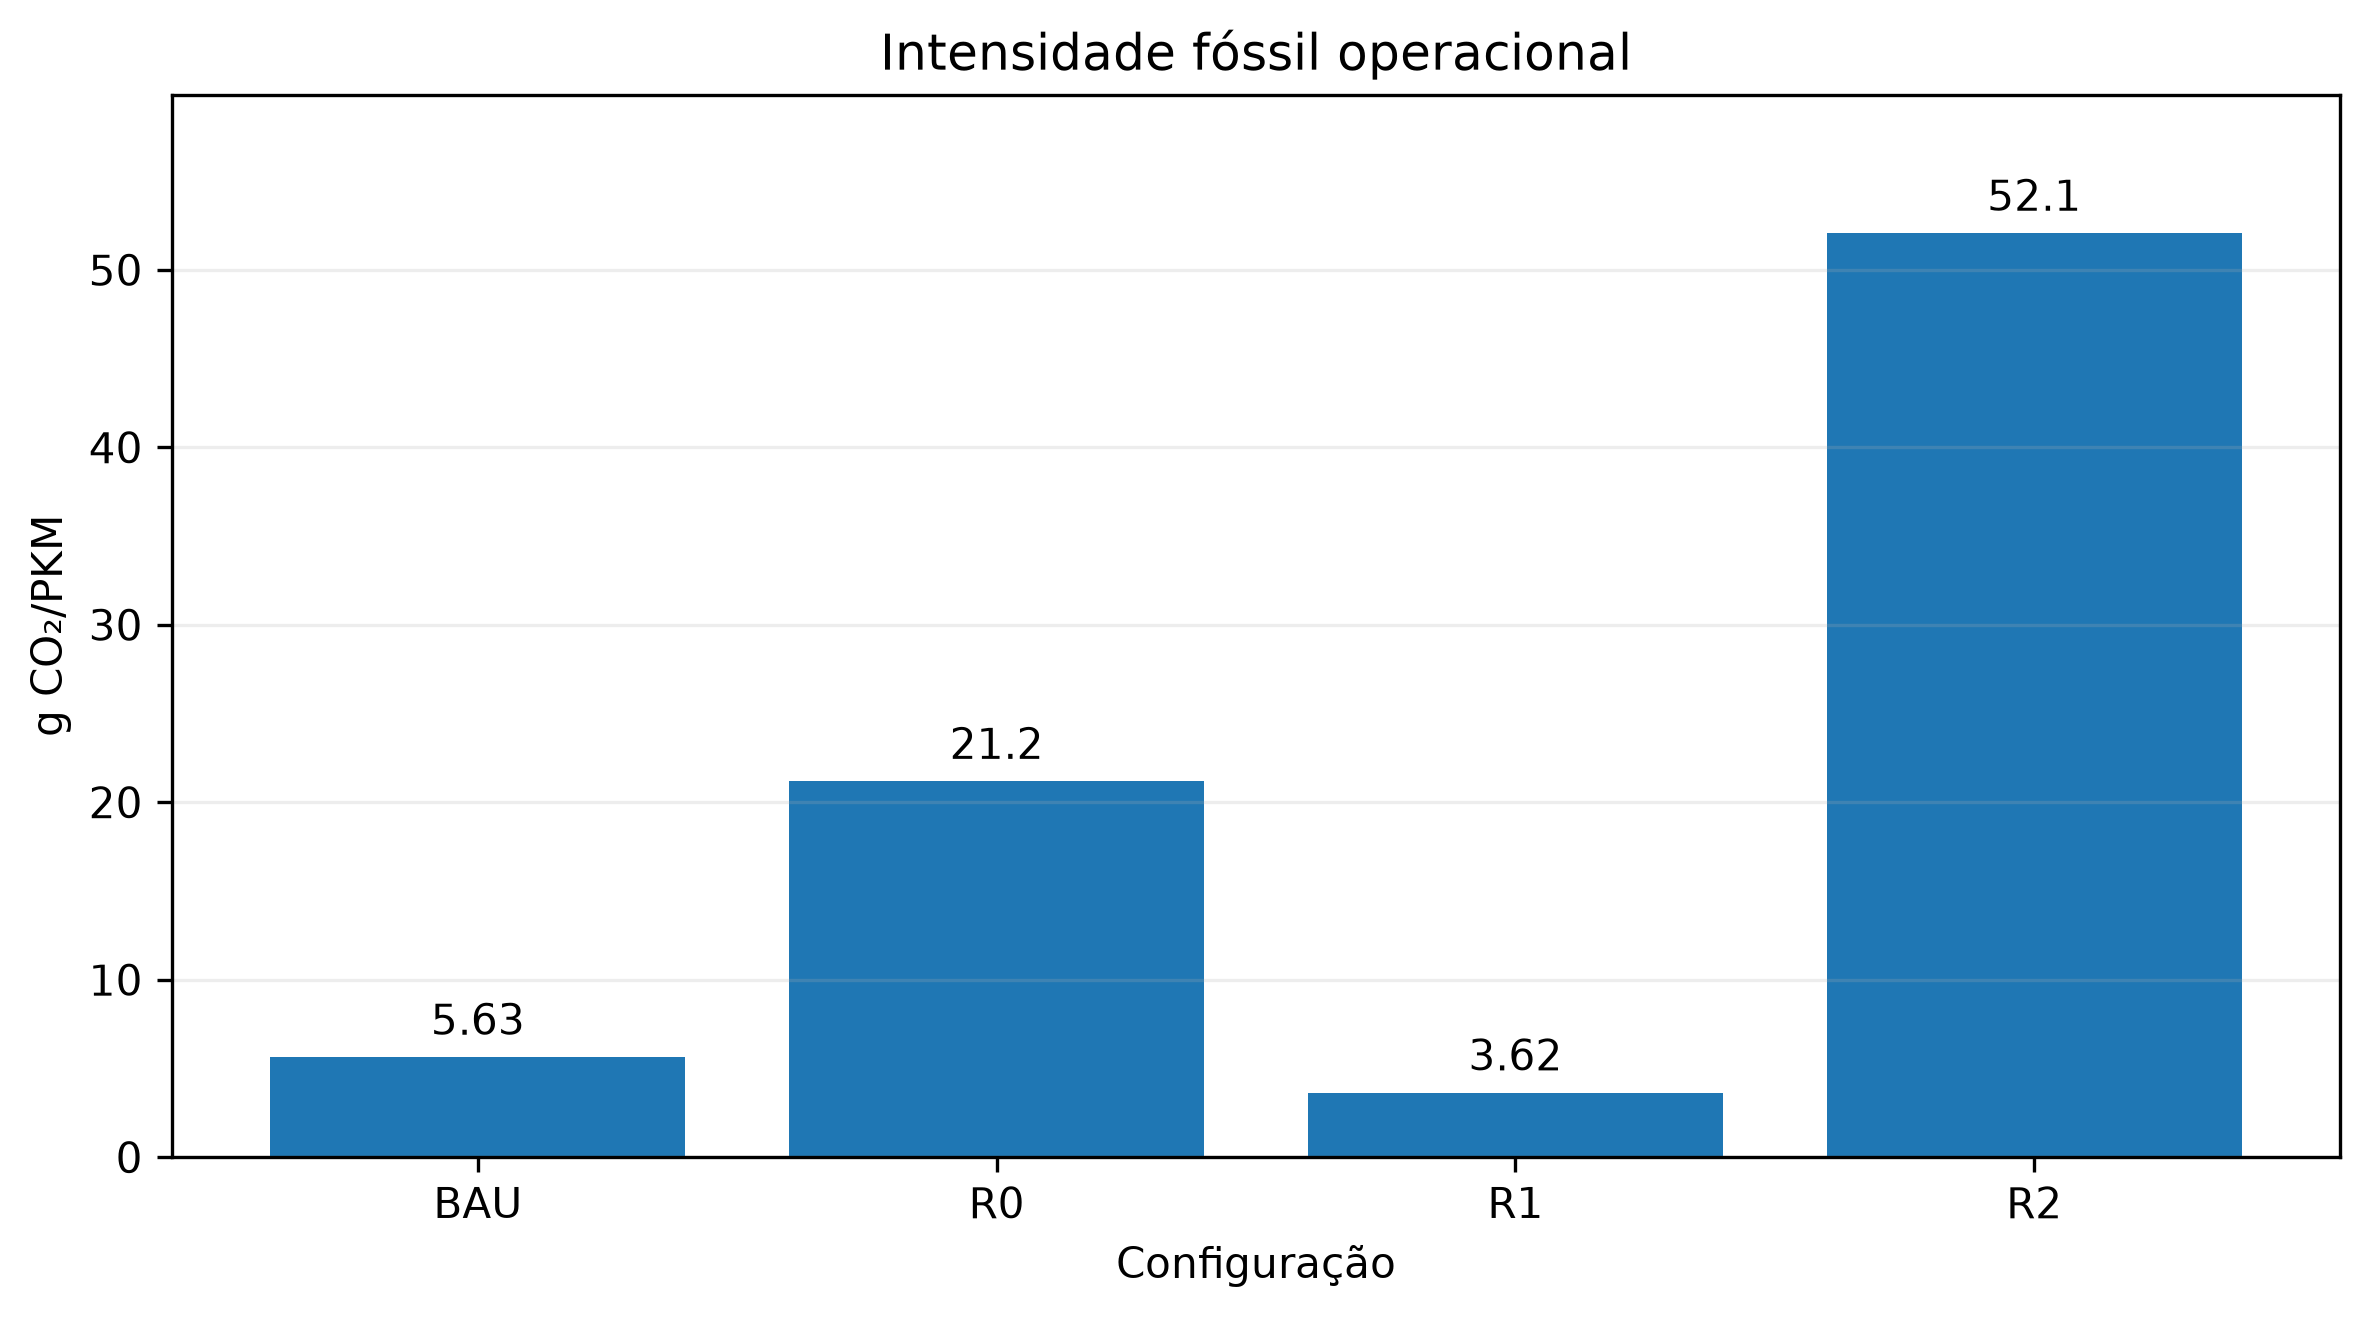 Intensidade fóssil operacional
g CO₂/PKM
50
40
30
20
10
0
5.63
21.2
3.62
52.1
BAU
R0
R1
R2
Configuração